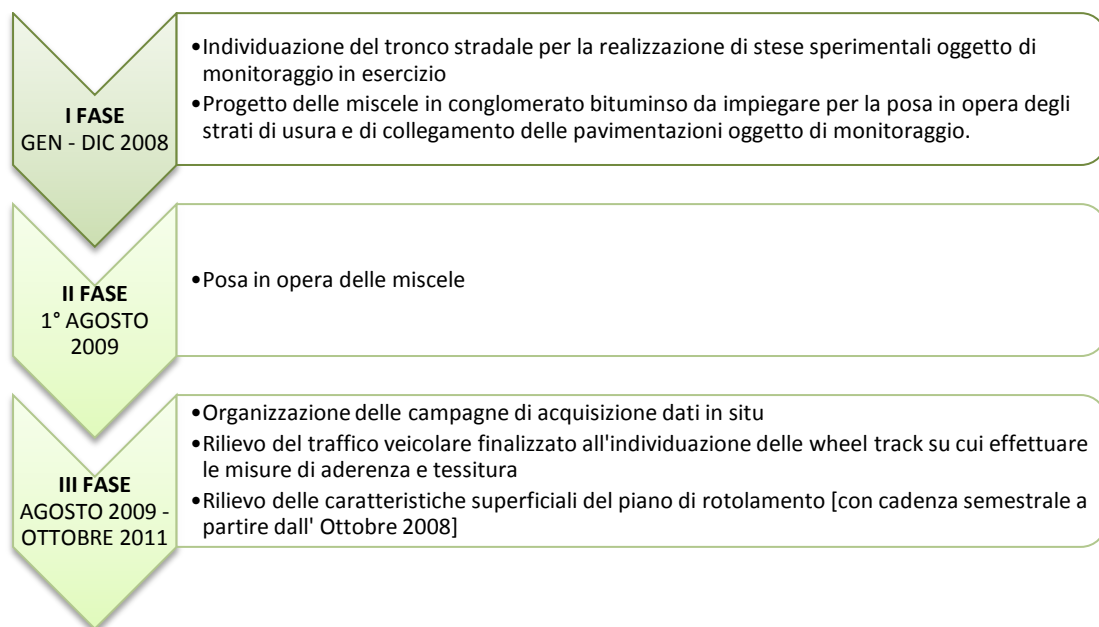 I FASE
GEN - DIC 2008
•Individuazione del tronco stradale per la realizzazione di stese sperimentali oggetto di
monitoraggio in esercizio
•Progetto delle miscele in conglomerato bituminso da impiegare per la posa in opera degli
strati di usura e di collegamento delle pavimentazioni oggetto di monitoraggio.
II FASE
1° AGOSTO
2009
•Posa in opera delle miscele
III FASE
AGOSTO 2009 -
OTTOBRE 2011
•Organizzazione delle campagne di acquisizione dati in situ
•Rilievo del traffico veicolare finalizzato all'individuazione delle wheel track su cui effettuare
le misure di aderenza e tessitura
•Rilievo delle caratteristiche superficiali del piano di rotolamento [con cadenza semestrale a
partire dall' Ottobre 2008]